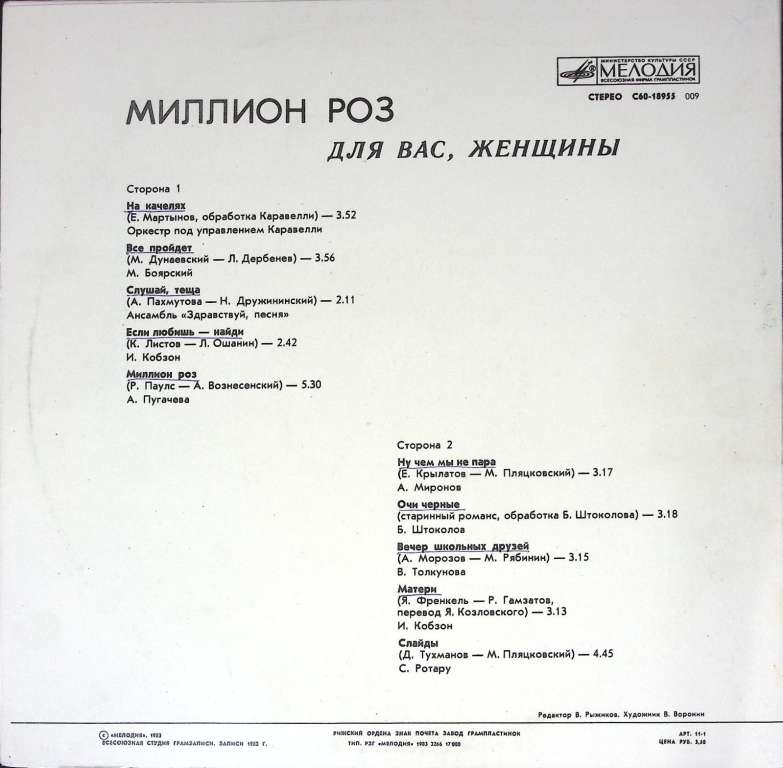 МИНИСТЕРСТВО КУЛЬТУРЫ СССР
МЕЛОДИЯ
ВСЕСОЮЗНАЯ ФИРМА ГРАМПЛАСТИНОК
СТЕРЕО С60-18955 009
МИЛЛИОН РОЗ
ДЛЯ ВАС, ЖЕНЩИНЫ
Сторона 1
На качелях
(Е. Мартынов, обработка Каравелли) — 3.52
Оркестр под управлением Каравелли
Все пройдет
(М. Дунаевский — Л. Дербенев) — 3.56
М. Боярский
Слушай, теща
(А. Пахмутова — Н. Дружининский) — 2.11
Ансамбль «Здравствуй, песня»
Если любишь — найди
(К. Листов — Л. Ошанин) — 2.42
И. Кобзон
Миллион роз
(Р. Паулс — А. Вознесенский) — 5.30
А. Пугачева
Сторона 2
Ну чем мы не пара
(Е. Крылатов — М. Пляцковский) — 3.17
А. Миронов
Очи черные
(старинный романс, обработка Б. Штоколова) — 3.18
Б. Штоколов
Вечер школьных друзей
(А. Морозов — М. Рябинин) — 3.15
В. Толкунова
Матери
(Я. Френкель — Р. Гамзатов,
перевод Я. Козловского) — 3.13
И. Кобзон
Слайды
(Д. Тухманов — М. Пляцковский) — 4.45
С. Ротару
Редактор В. Рыжиков. Художник В. Воронин
© «МЕЛОДИЯ», 1983
ВСЕСОЮЗНАЯ СТУДИЯ ГРАМЗАПИСИ. ЗАПИСИ 1982 Г.
РИЖСКИЙ ОРДЕНА ЗНАК ПОЧЕТА ЗАВОД ГРАМПЛАСТИНОК
ТИП. РЗГ «МЕЛОДИЯ» 1983 3266 17000
АРТ. 11-1
ЦЕНА РУБ. 3,50